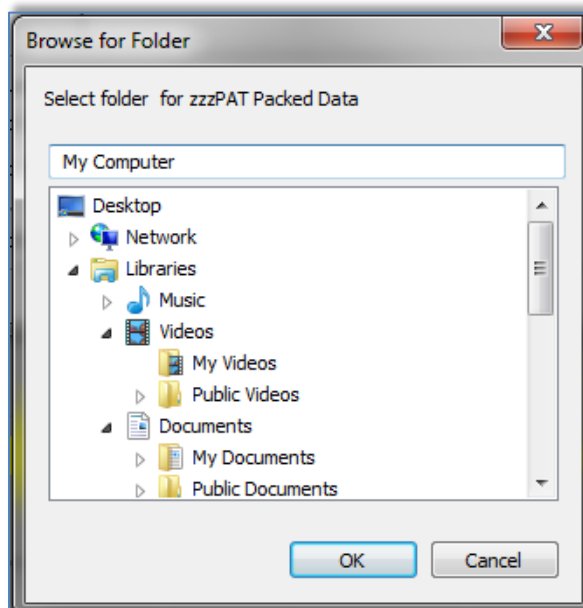 Browse for Folder
Select folder for zzzPAT Packed Data
My Computer
Desktop
Network
Libraries
Music
Videos
My Videos
Public Videos
Documents
My Documents
Public Documents
OK
Cancel